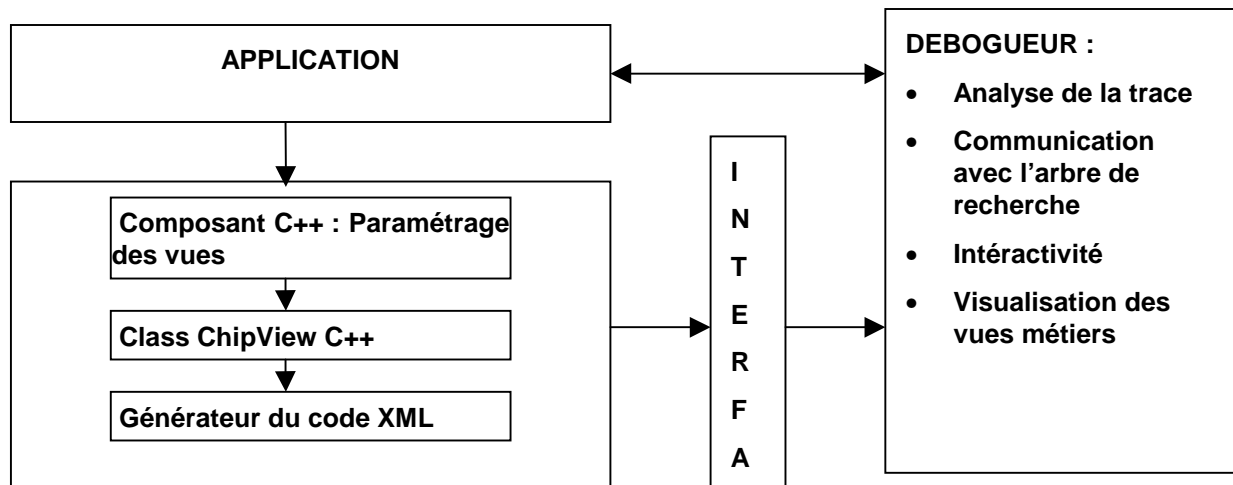 APPLICATION
Composant C++ : Paramétrage
des vues
Class ChipView C++
Générateur du code XML
I
N
T
E
R
F
A
DEBOGUEUR :
• Analyse de la trace
• Communication
avec l'arbre de
recherche
• Intéractivité
• Visualisation des
vues métiers